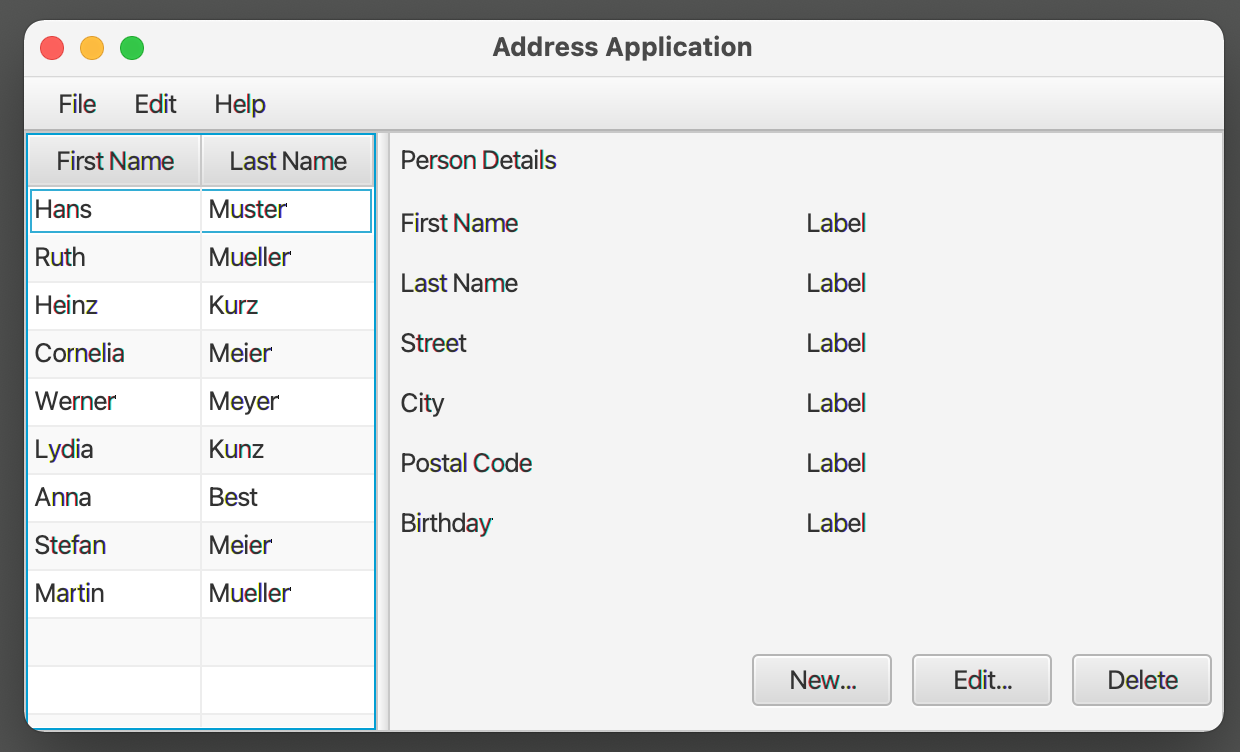 Address Application
File Edit Help
First Name Last Name
Hans Muster
Ruth Mueller
Heinz Kurz
Cornelia Meier
Werner Meyer
Lydia Kunz
Anna Best
Stefan Meier
Martin Mueller
Person Details
First Name Label
Last Name Label
Street Label
City Label
Postal Code Label
Birthday Label
New... Edit... Delete